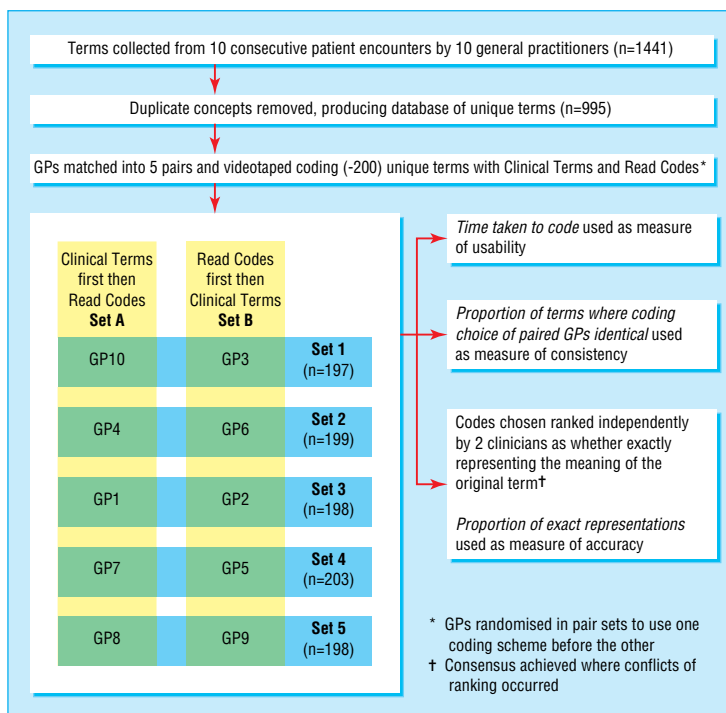 Terms collected from 10 consecutive patient encounters by 10 general practitioners (n=1441)
Duplicate concepts removed, producing database of unique terms (n=995)
GPs matched into 5 pairs and videotaped coding (-200) unique terms with Clinical Terms and Read Codes*
Clinical Terms
first then
Read Codes
Set A
Read Codes
first then
Clinical Terms
Set B
GP10
GP3
Set 1
(n=197)
GP4
GP6
Set 2
(n=199)
GP1
GP2
Set 3
(n=198)
GP7
GP5
Set 4
(n=203)
GP8
GP9
Set 5
(n=198)
Time taken to code used as measure
of usability
Proportion of terms where coding
choice of paired GPs identical used
as measure of consistency
Codes chosen ranked independently
by 2 clinicians as whether exactly
representing the meaning of the
original term†
Proportion of exact representations
used as measure of accuracy
* GPs randomised in pair sets to use one
coding scheme before the other
† Consensus achieved where conflicts of
ranking occurred